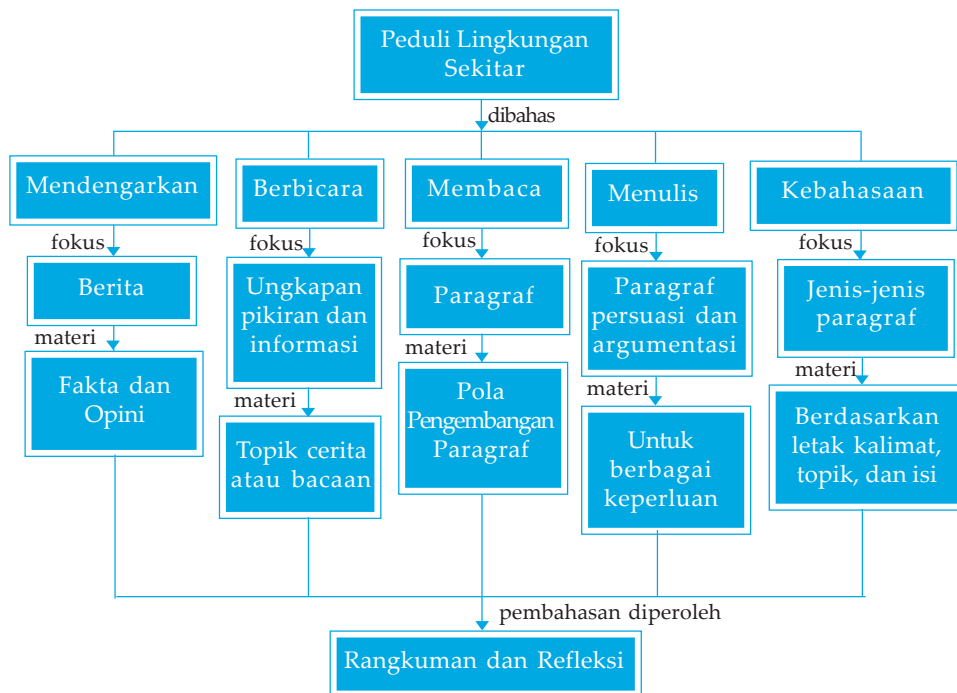 Peduli Lingkungan
Sekitar
dibahas
Mendengarkan
fokus
Berita
materi
Fakta dan
Opini
Berbicara
fokus
Ungkapan
pikiran dan
informasi
materi
Topik cerita
atau bacaan
Membaca
fokus
Paragraf
materi
Pola
Pengembangan
Paragraf
Menulis
fokus
Paragraf
persuasi dan
argumentasi
materi
Untuk
berbagai
keperluan
Kebahasaan
fokus
Jenis-jenis
paragraf
materi
Berdasarkan
letak kalimat,
topik, dan isi
pembahasan diperoleh
Rangkuman dan Refleksi